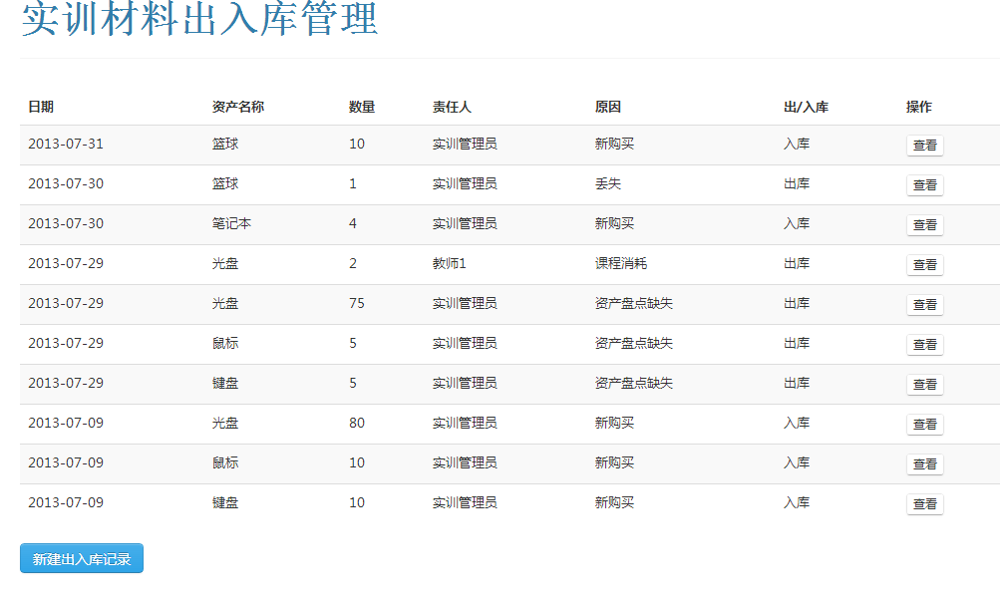 实训材料出入库管理
日期 资产名称 数量 责任人 原因 出/入库 操作
2013-07-31 篮球 10 实训管理员 新购买 入库 查看
2013-07-30 篮球 1 实训管理员 丢失 出库 查看
2013-07-30 笔记本 4 实训管理员 新购买 入库 查看
2013-07-29 光盘 2 教师1 课程消耗 出库 查看
2013-07-29 光盘 75 实训管理员 资产盘点缺失 出库 查看
2013-07-29 鼠标 5 实训管理员 资产盘点缺失 出库 查看
2013-07-29 键盘 5 实训管理员 资产盘点缺失 出库 查看
2013-07-09 光盘 80 实训管理员 新购买 入库 查看
2013-07-09 鼠标 10 实训管理员 新购买 入库 查看
2013-07-09 键盘 10 实训管理员 新购买 入库 查看
新建出入库记录